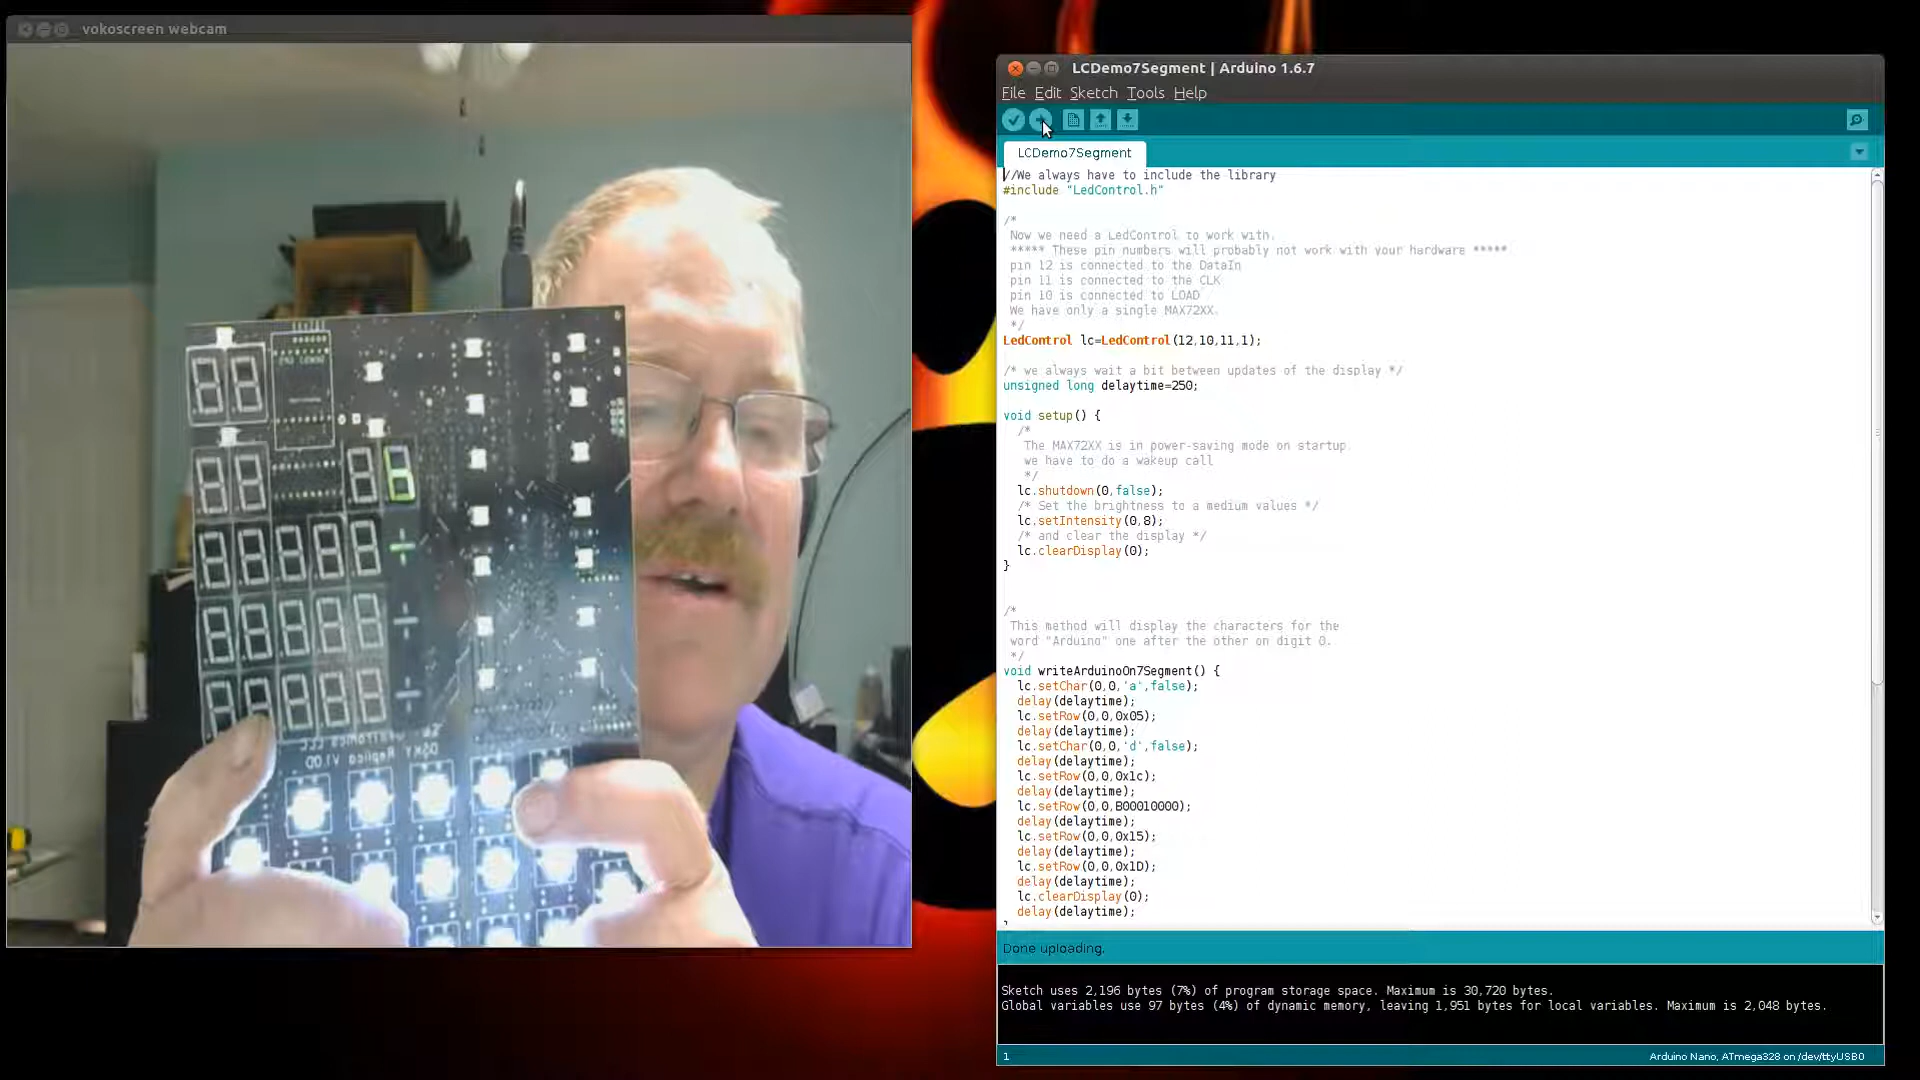 vokoscreen webcam
LCDemo7Segment | Arduino 1.6.7
File Edit Sketch Tools Help
LCDemo7Segment
//We always have to include the library
#include "LedControl.h"
/*
Now we need a LedControl to work with.
***** These pin numbers will probably not work with your hardware *****
pin 12 is connected to the DataIn
pin 11 is connected to the CLK
pin 10 is connected to LOAD
We have only a single MAX72XX.
*/
LedControl lc=LedControl(12,10,11,1);
/* we always wait a bit between updates of the display */
unsigned long delaytime=250;
void setup() {
/*
The MAX72XX is in power-saving mode on startup,
we have to do a wakeup call
*/
lc.shutdown(0,false);
/* Set the brightness to a medium values */
lc.setIntensity(0,8);
/* and clear the display */
lc.clearDisplay(0);
}
/*
This method will display the characters for the
word "Arduino" one after the other on digit 0.
*/
void writeArduinoOn7Segment() {
lc.setChar(0,0,'a',false);
delay(delaytime);
lc.setRow(0,0,0x05);
delay(delaytime);
lc.setChar(0,0,'d',false);
delay(delaytime);
lc.setRow(0,0,0x1c);
delay(delaytime);
lc.setRow(0,0,B00010000);
delay(delaytime);
lc.setRow(0,0,0x15);
delay(delaytime);
lc.setRow(0,0,0x1D);
delay(delaytime);
lc.clearDisplay(0);
delay(delaytime);
Done uploading.
Sketch uses 2,196 bytes (7%) of program storage space. Maximum is 30,720 bytes.
Global variables use 97 bytes (4%) of dynamic memory, leaving 1,951 bytes for local variables. Maximum is 2,048 bytes.
1
Arduino Nano, ATmega328 on /dev/ttyUSB0